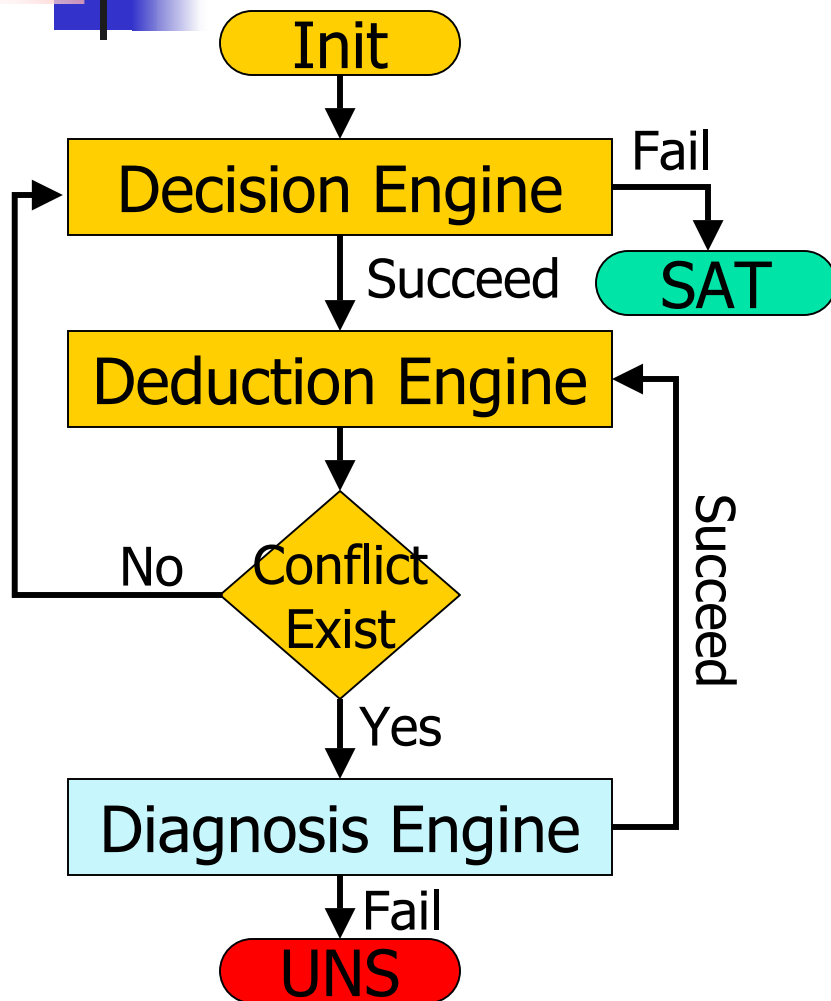 Init
Decision Engine
Fail
SAT
Succeed
Deduction Engine
No
Conflict
Exist
Succeed
Yes
Diagnosis Engine
Fail
UNS